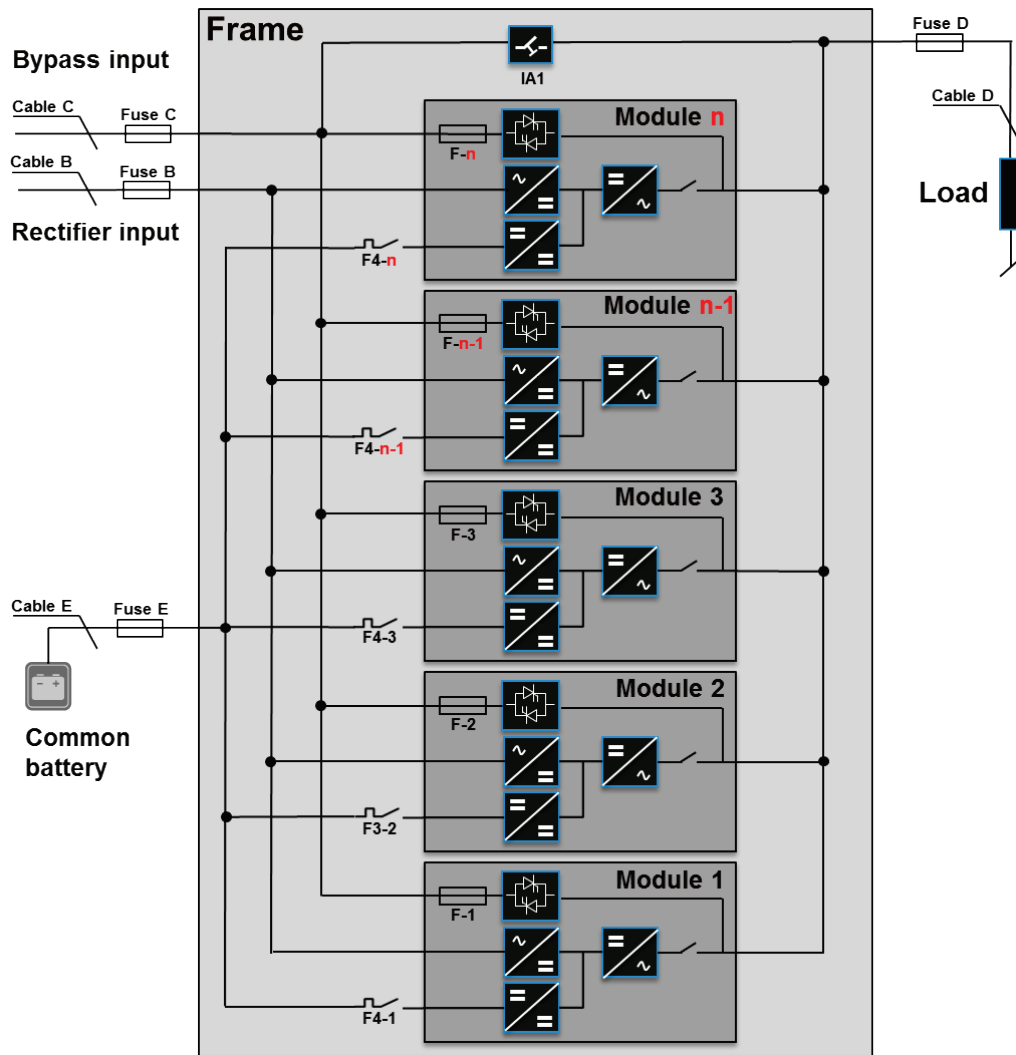 Frame
Fuse D
Bypass input
IA1
Cable C
Fuse C
Cable D
Module n
F-n
Cable B
Fuse B
Load
Rectifier input
F4-n
Module n-1
F-n-1
F4-n-1
Module 3
F-3
Cable E
Fuse E
F4-3
Common
battery
Module 2
F-2
F3-2
Module 1
F-1
F4-1